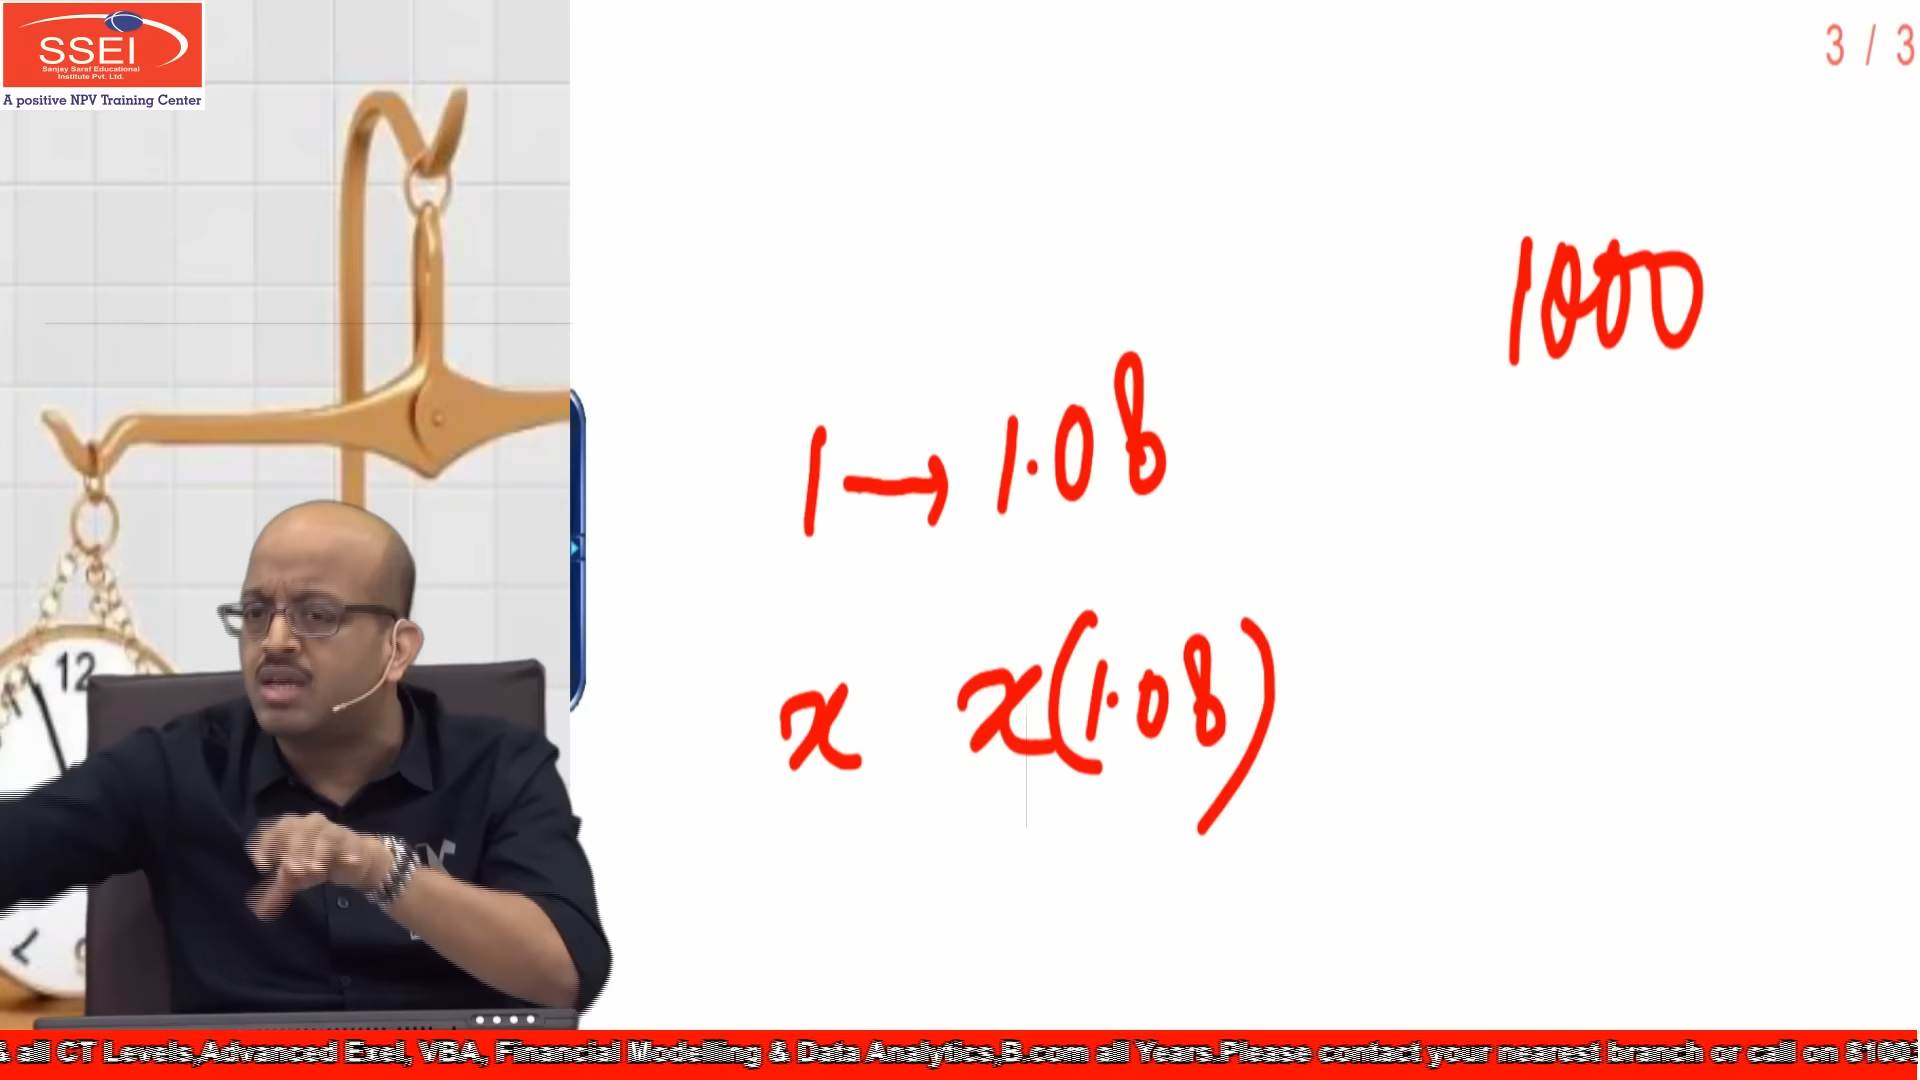 SSEI
Sanjay Saraf Educational
Institute Pvt. Ltd.
A positive NPV Training Center
3 / 3
1000
1 → 1.08
x x(1.08)
12
& all CT Levels,Advanced Exel, VBA, Financial Modelling & Data Analytics,B.com all Years.Please contact your nearest branch or call on 8100